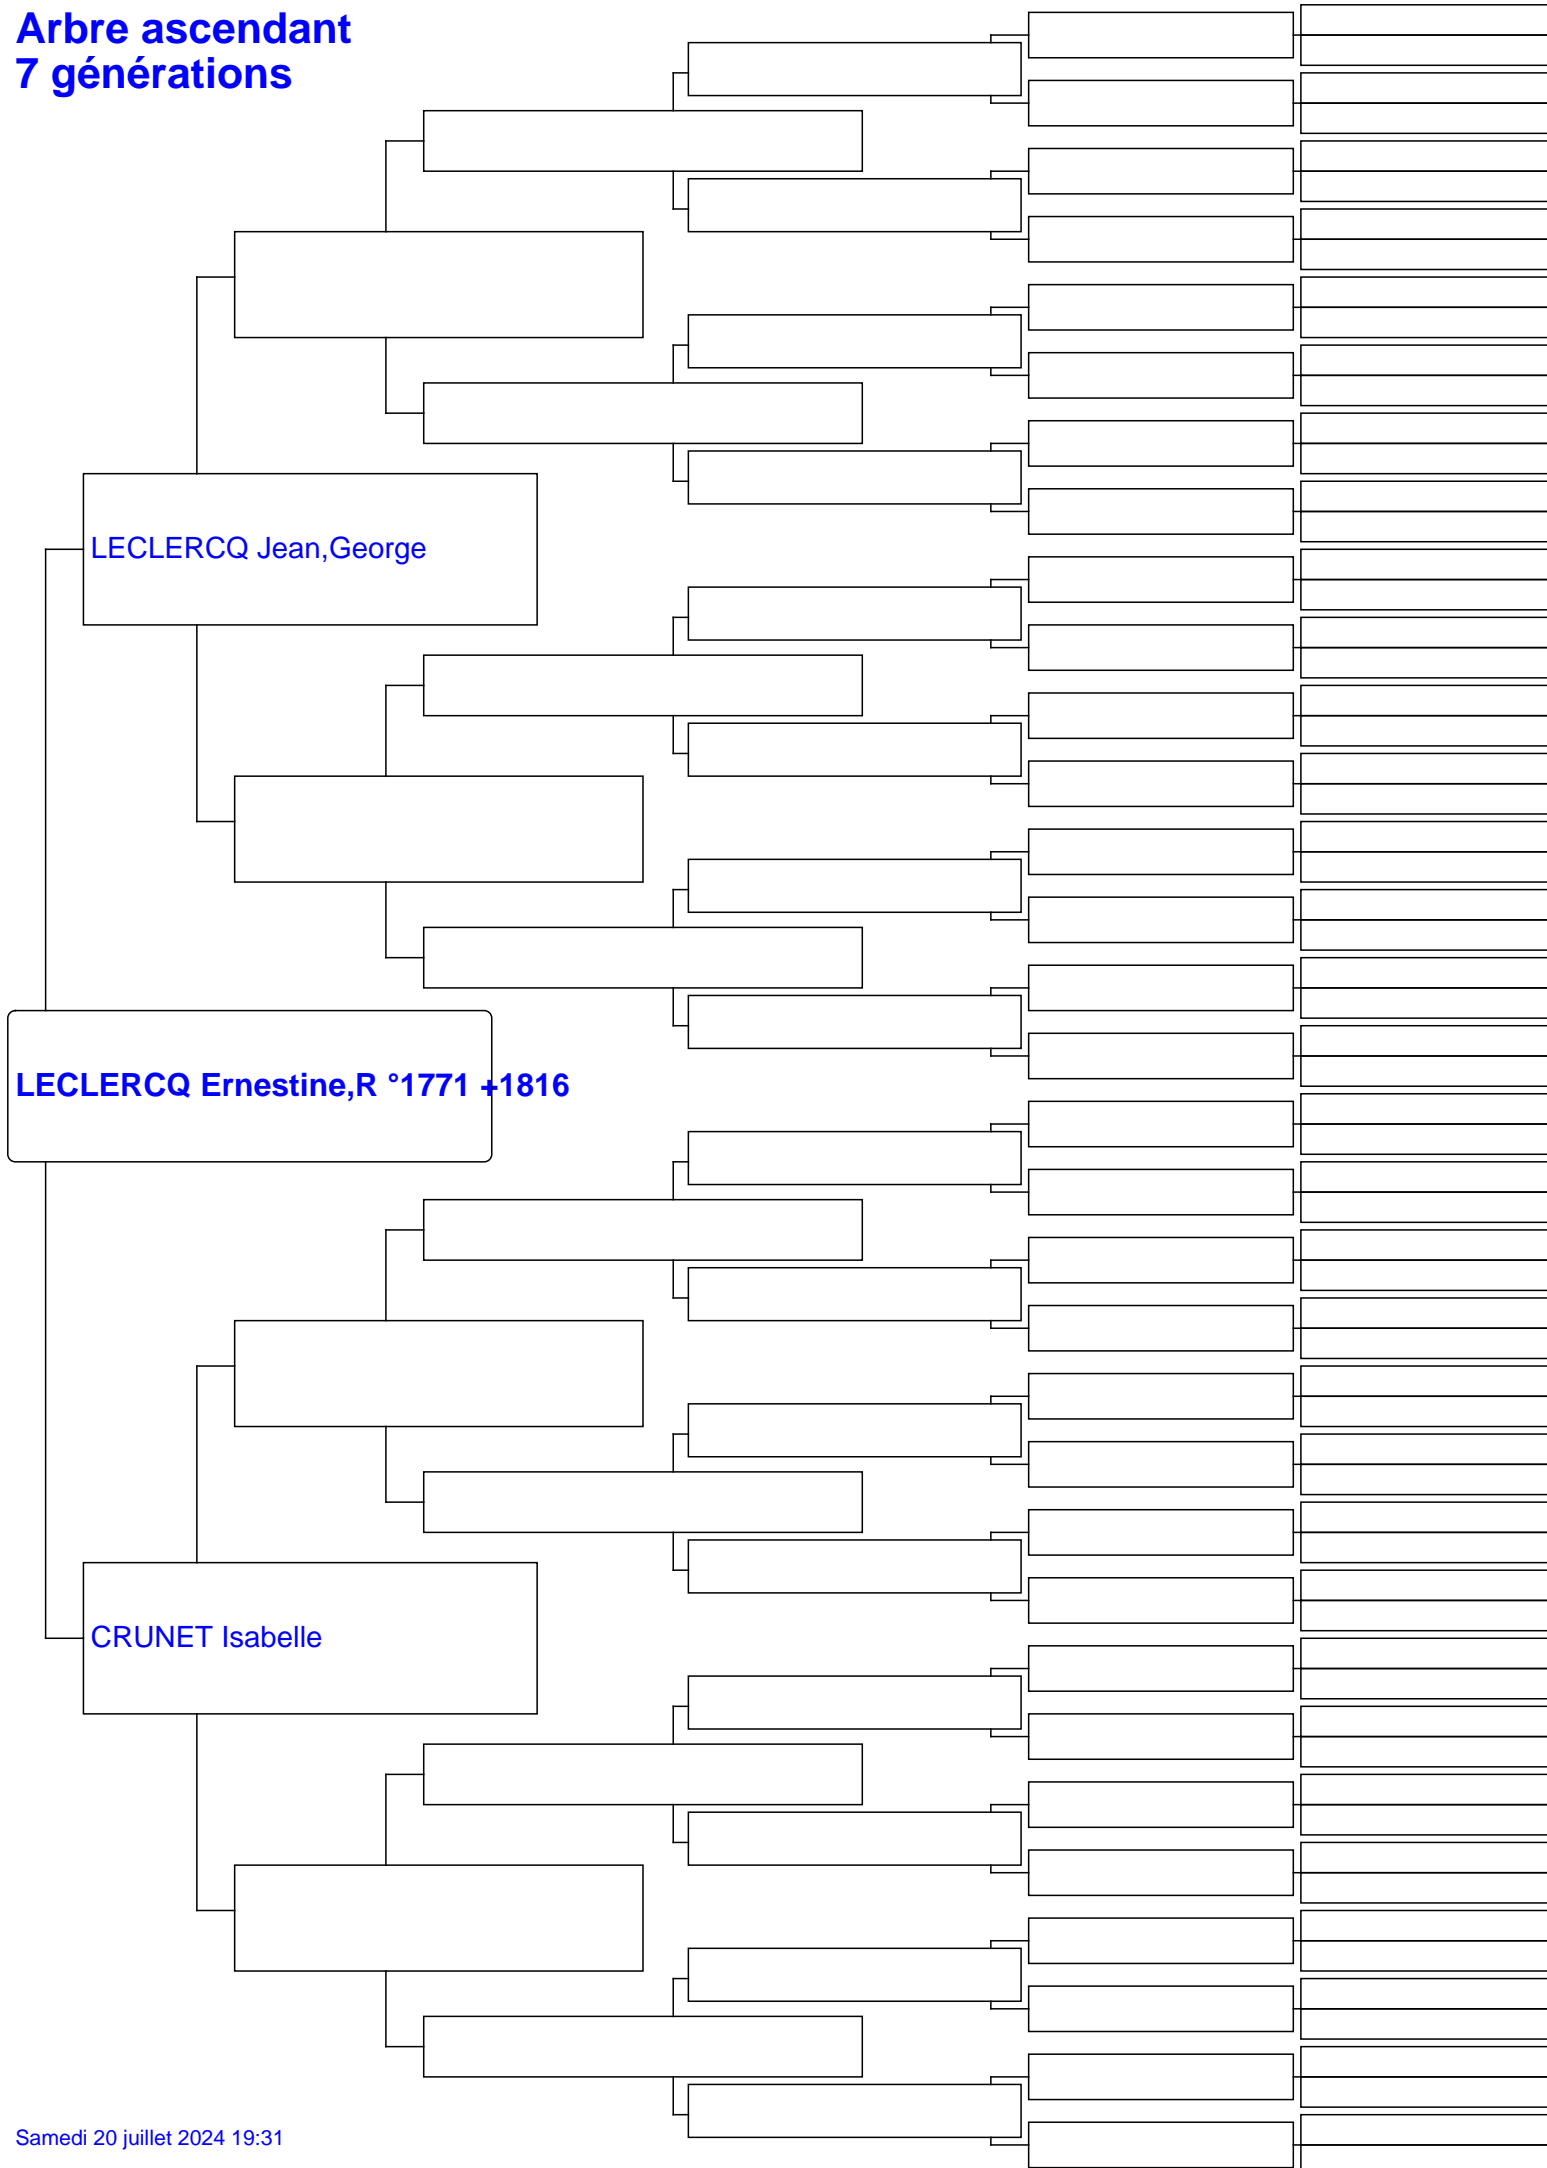 Arbre ascendant
7 générations
LECLERCQ Jean,George
LECLERCQ Ernestine,R °1771 +1816
CRUNET Isabelle
Samedi 20 juillet 2024 19:31